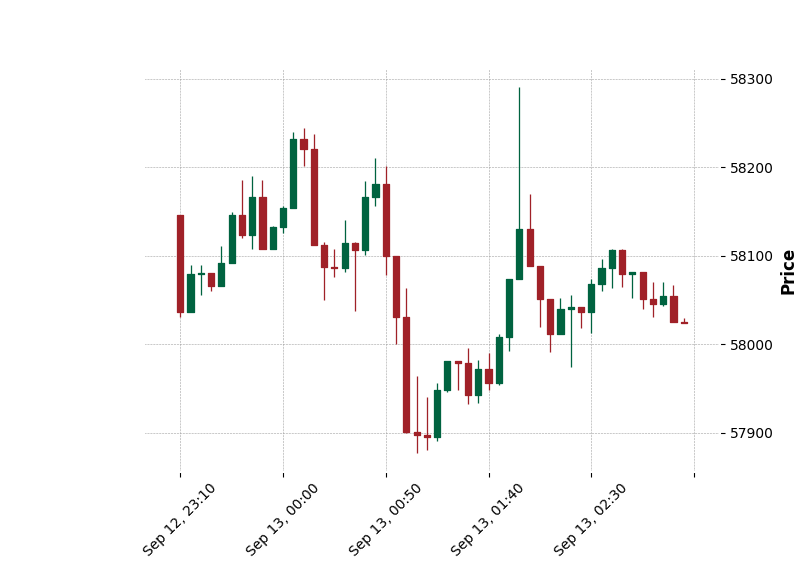 58300
58200
58100
58000
57900
Price
Sep 12, 23:10
Sep 13, 00:00
Sep 13, 00:50
Sep 13, 01:40
Sep 13, 02:30